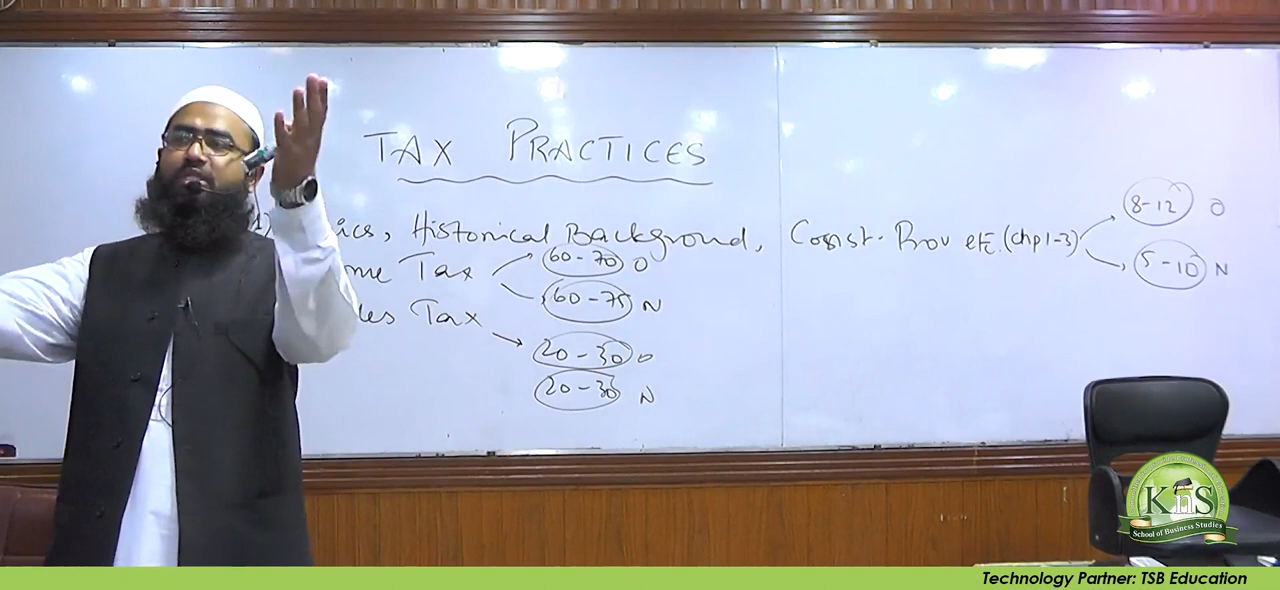 TAX PRACTICES
ics, Historical Background, Const. Prov etc. (chp 1-3) 8-12 O
5-10 N
me Tax 60-70 O
60-75 N
les Tax 20-30 O
20-30 N
KnS
School of Business Studies
Technology Partner: TSB Education